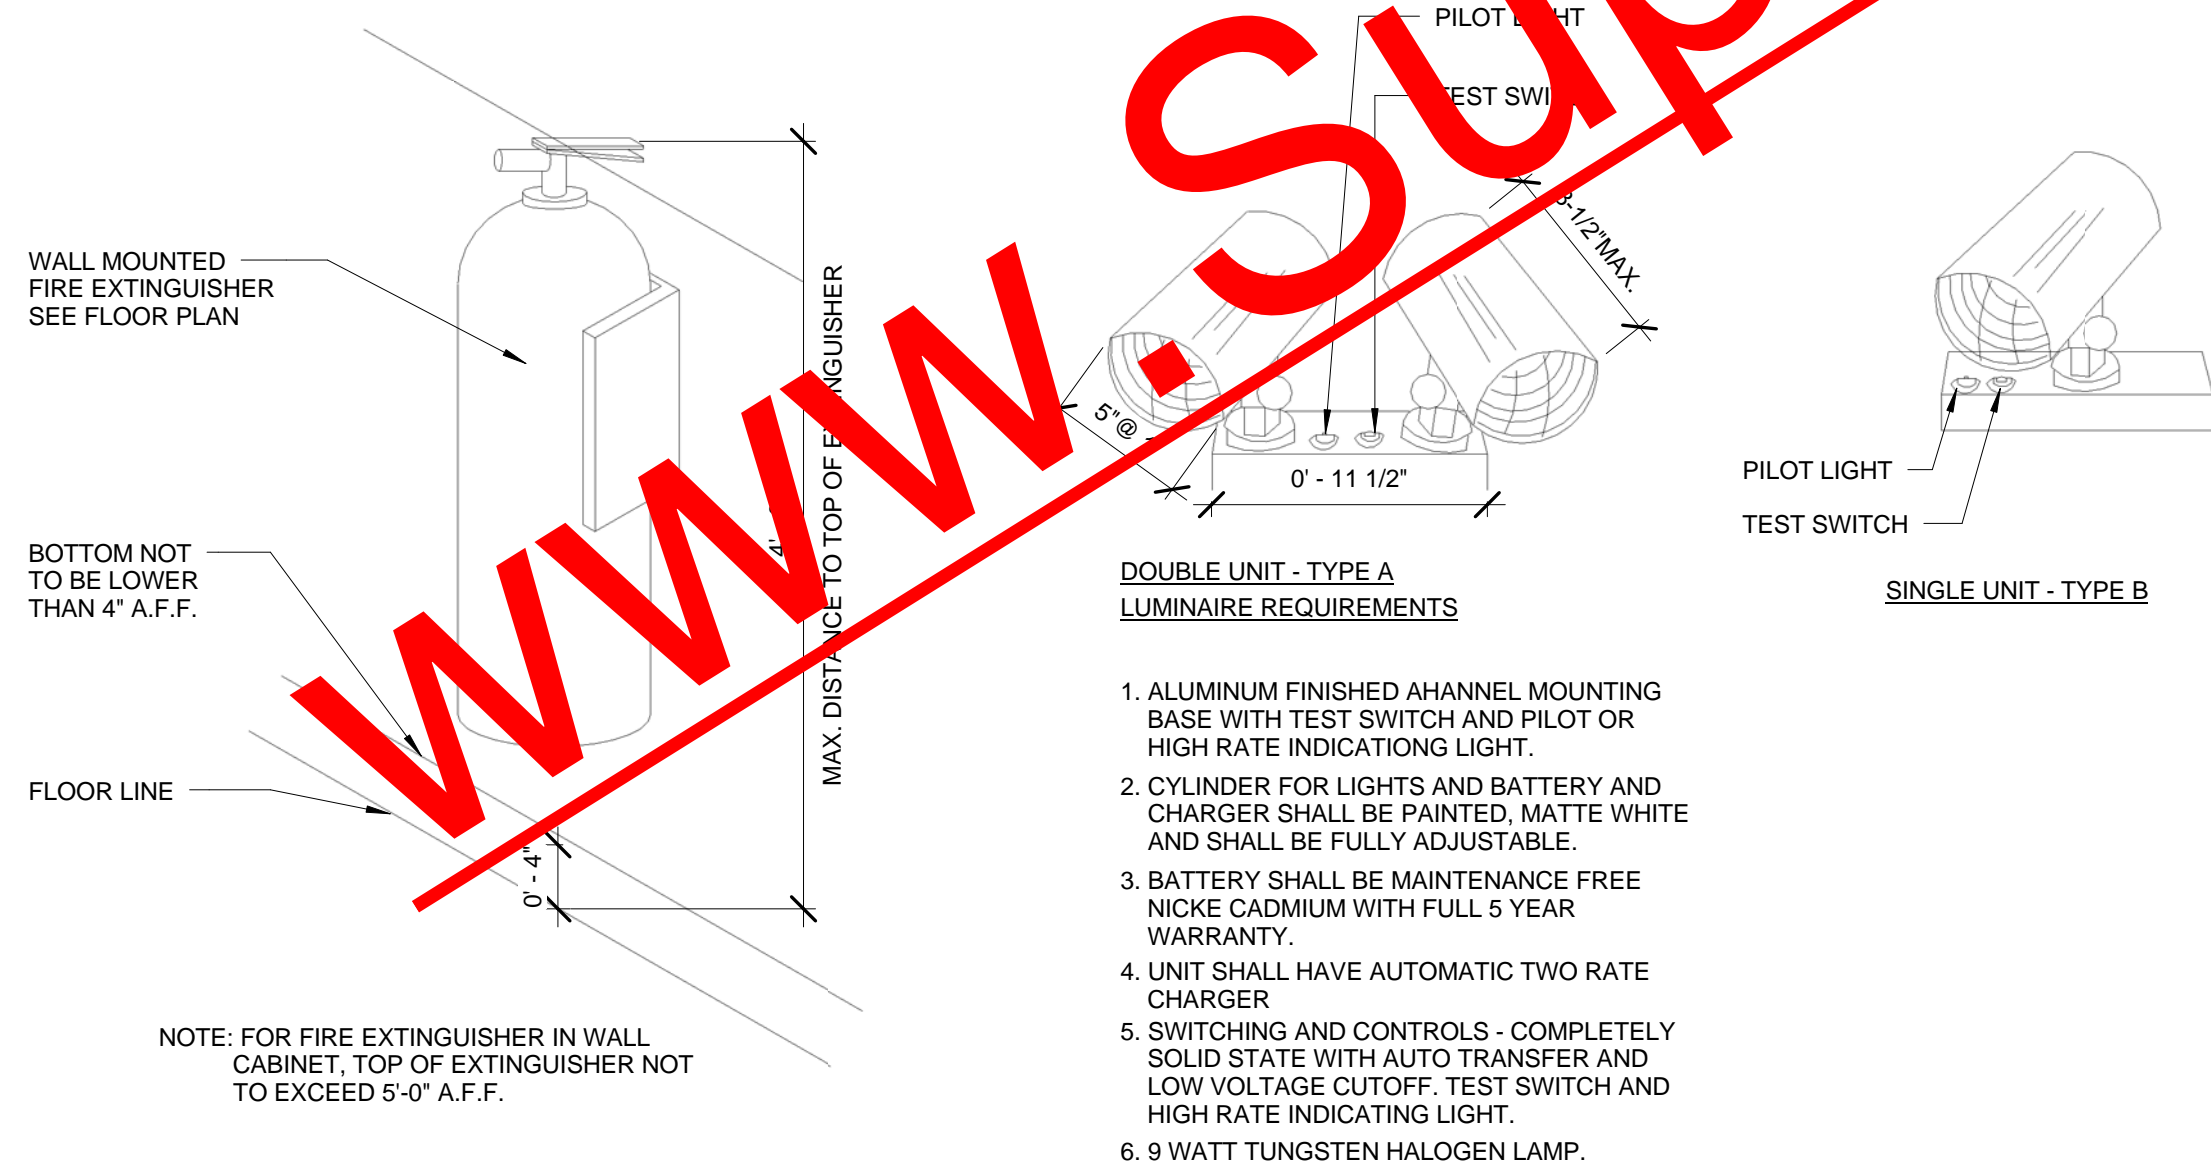 WALL MOUNTED
FIRE EXTINGUISHER
SEE FLOOR PLAN
BOTTOM NOT
TO BE LOWER
THAN 4" A.F.F.
FLOOR LINE
0' - 4"
MAX. DISTANCE TO TOP OF EXTINGUISHER
NOTE: FOR FIRE EXTINGUISHER IN WALL
CABINET, TOP OF EXTINGUISHER NOT
TO EXCEED 5'-0" A.F.F.
www.Sup
PILOT LIGHT
TEST SWITCH
5"@
0' - 11 1/2"
DOUBLE UNIT - TYPE A
LUMINAIRE REQUIREMENTS
1. ALUMINUM FINISHED AHANNEL MOUNTING
BASE WITH TEST SWITCH AND PILOT OR
HIGH RATE INDICATIONG LIGHT.
2. CYLINDER FOR LIGHTS AND BATTERY AND
CHARGER SHALL BE PAINTED, MATTE WHITE
AND SHALL BE FULLY ADJUSTABLE.
3. BATTERY SHALL BE MAINTENANCE FREE
NICKE CADMIUM WITH FULL 5 YEAR
WARRANTY.
4. UNIT SHALL HAVE AUTOMATIC TWO RATE
CHARGER
5. SWITCHING AND CONTROLS - COMPLETELY
SOLID STATE WITH AUTO TRANSFER AND
LOW VOLTAGE CUTOFF. TEST SWITCH AND
HIGH RATE INDICATING LIGHT.
6. 9 WATT TUNGSTEN HALOGEN LAMP.
PILOT LIGHT
TEST SWITCH
SINGLE UNIT - TYPE B